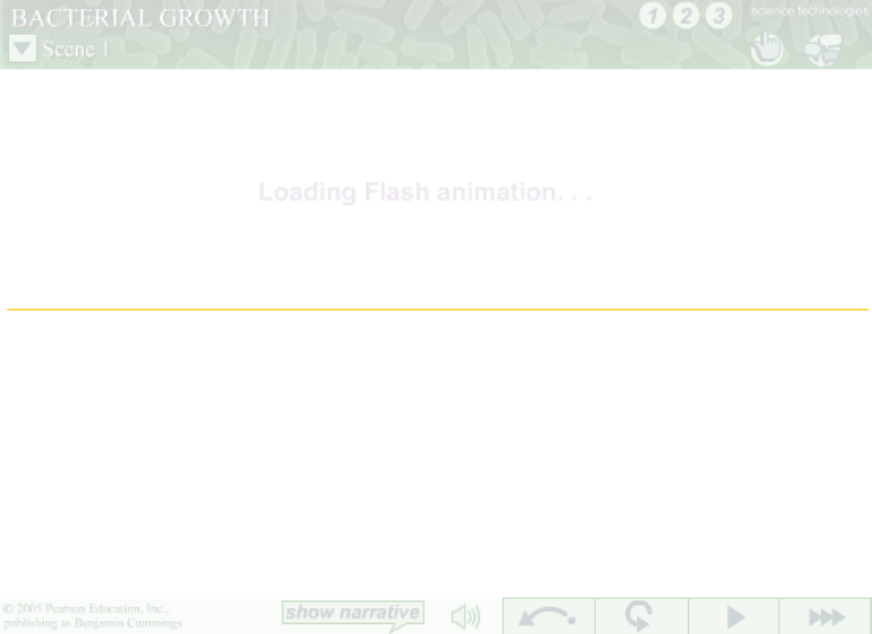 BACTERIAL GROWTH
1 2 3
science technologies
Scene 1
Loading Flash animation. . .
© 2005 Pearson Education, Inc.,
publishing as Benjamin Cummings
show narrative